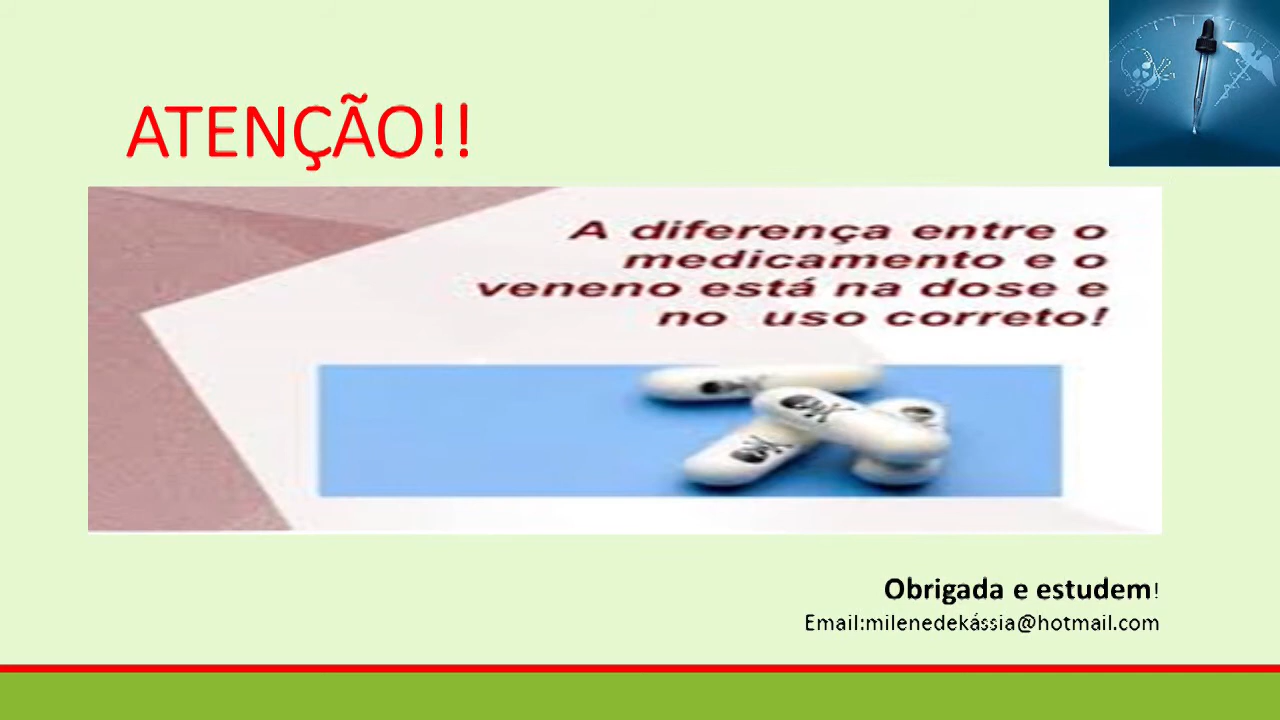 ATENÇÃO!!
A diferença entre o
medicamento e o
veneno está na dose e
no uso correto!
Obrigada e estudem!
Email:milenedekássia@hotmail.com